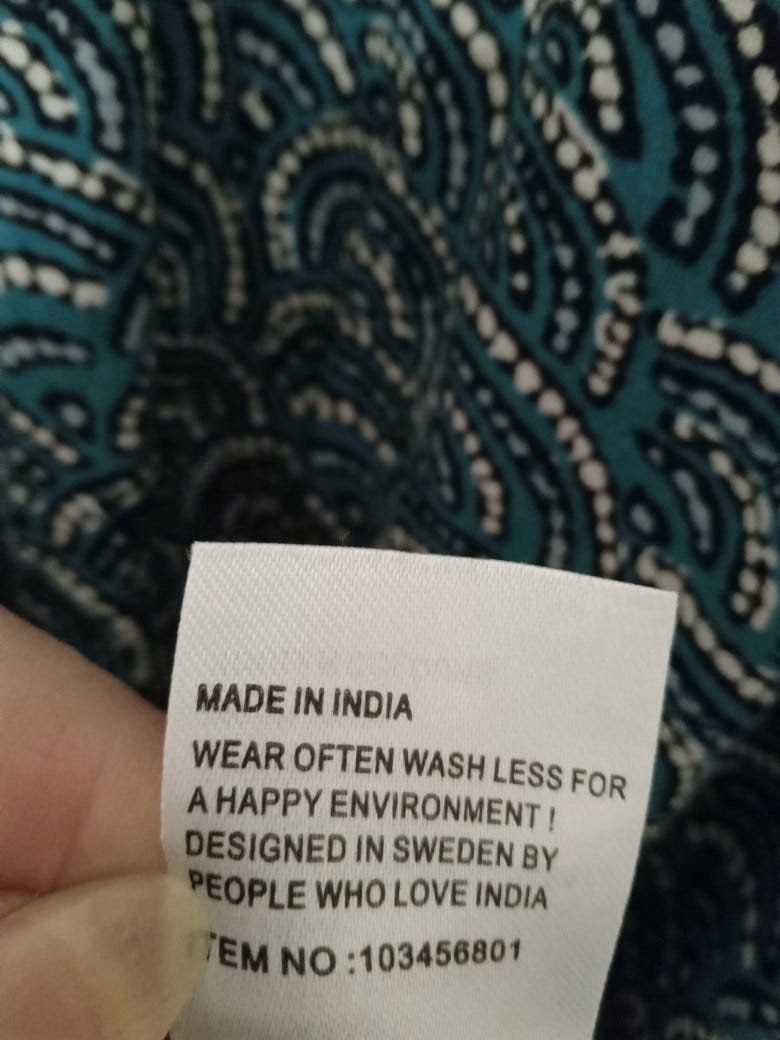 MADE IN INDIA
WEAR OFTEN WASH LESS FOR
A HAPPY ENVIRONMENT !
DESIGNED IN SWEDEN BY
PEOPLE WHO LOVE INDIA
ITEM NO :103456801